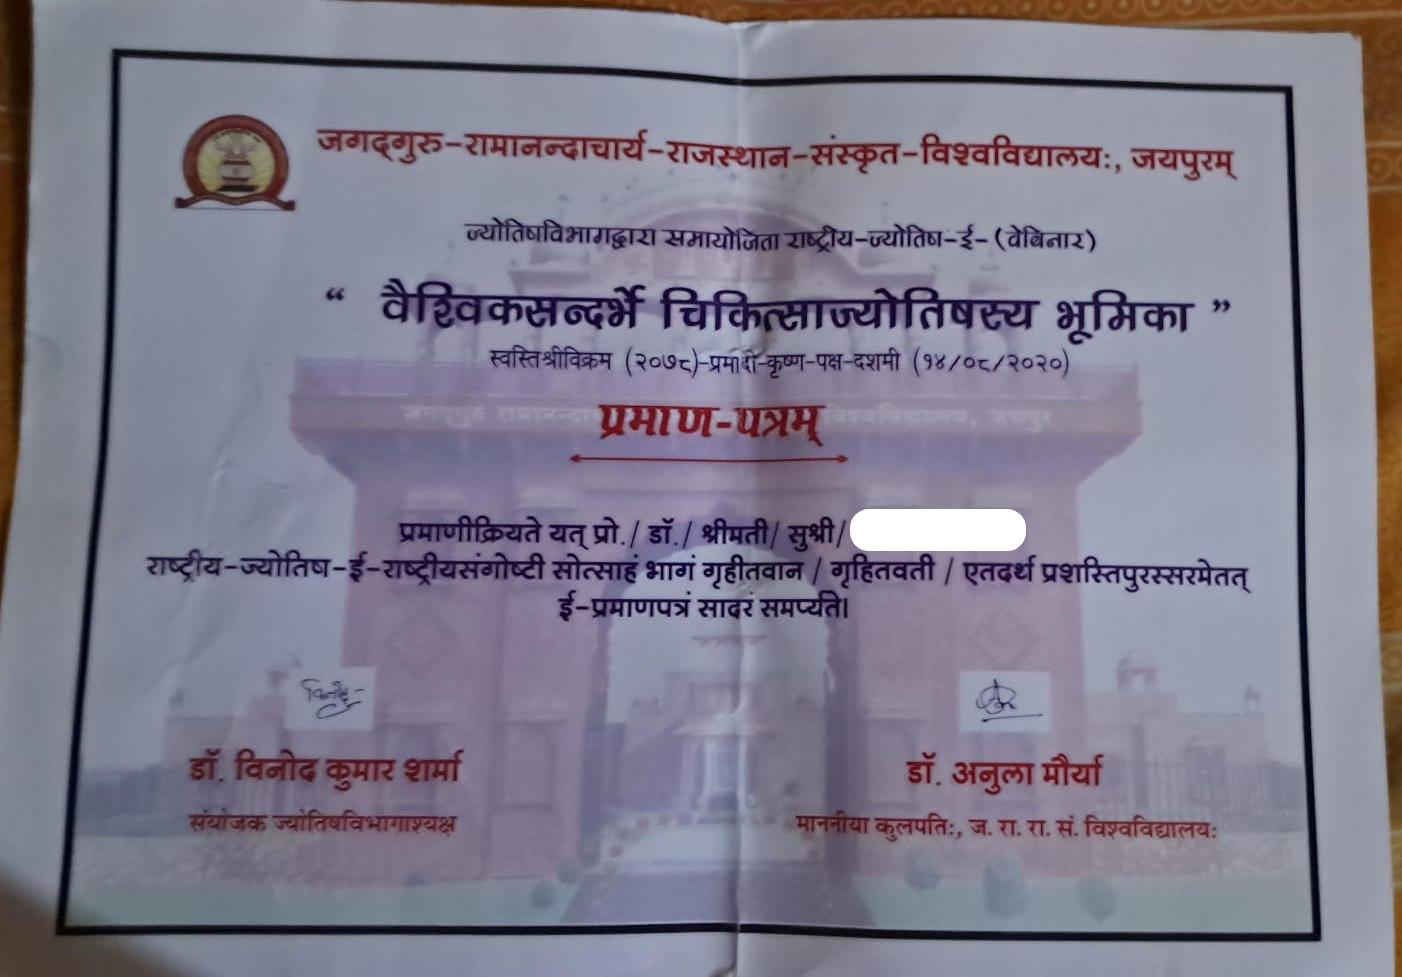 जगद्गुरु-रामानन्दाचार्य-राजस्थान-संस्कृत-विश्वविद्यालयः, जयपुरम्
ज्योतिषविभागद्वारा समायोजिता राष्ट्रीय-ज्योतिष-ई-(वेबिनार)
“ वैश्विकसन्दर्भे चिकित्साज्योतिषस्य भूमिका ”
स्वस्तिश्रीविक्रम (२०७८)-प्रमादी-कृष्ण-पक्ष-दशमी (१४/०८/२०२०)
प्रमाण-पत्रम्
प्रमाणीक्रियते यत् प्रो./ डॉ./ श्रीमती/ सुश्री/
राष्ट्रीय-ज्योतिष-ई-राष्ट्रीयसंगोष्टी सोत्साहं भागं गृहीतवान / गृहितवती / एतदर्थ प्रशस्तिपुरस्सरमेतत्
ई-प्रमाणपत्रं सादरं समर्प्यते।
डॉ. विनोद कुमार शर्मा
संयोजक ज्योतिषविभागाश्यक्ष
डॉ. अनुला मौर्या
माननीया कुलपतिः, ज. रा. रा. सं. विश्वविद्यालयः